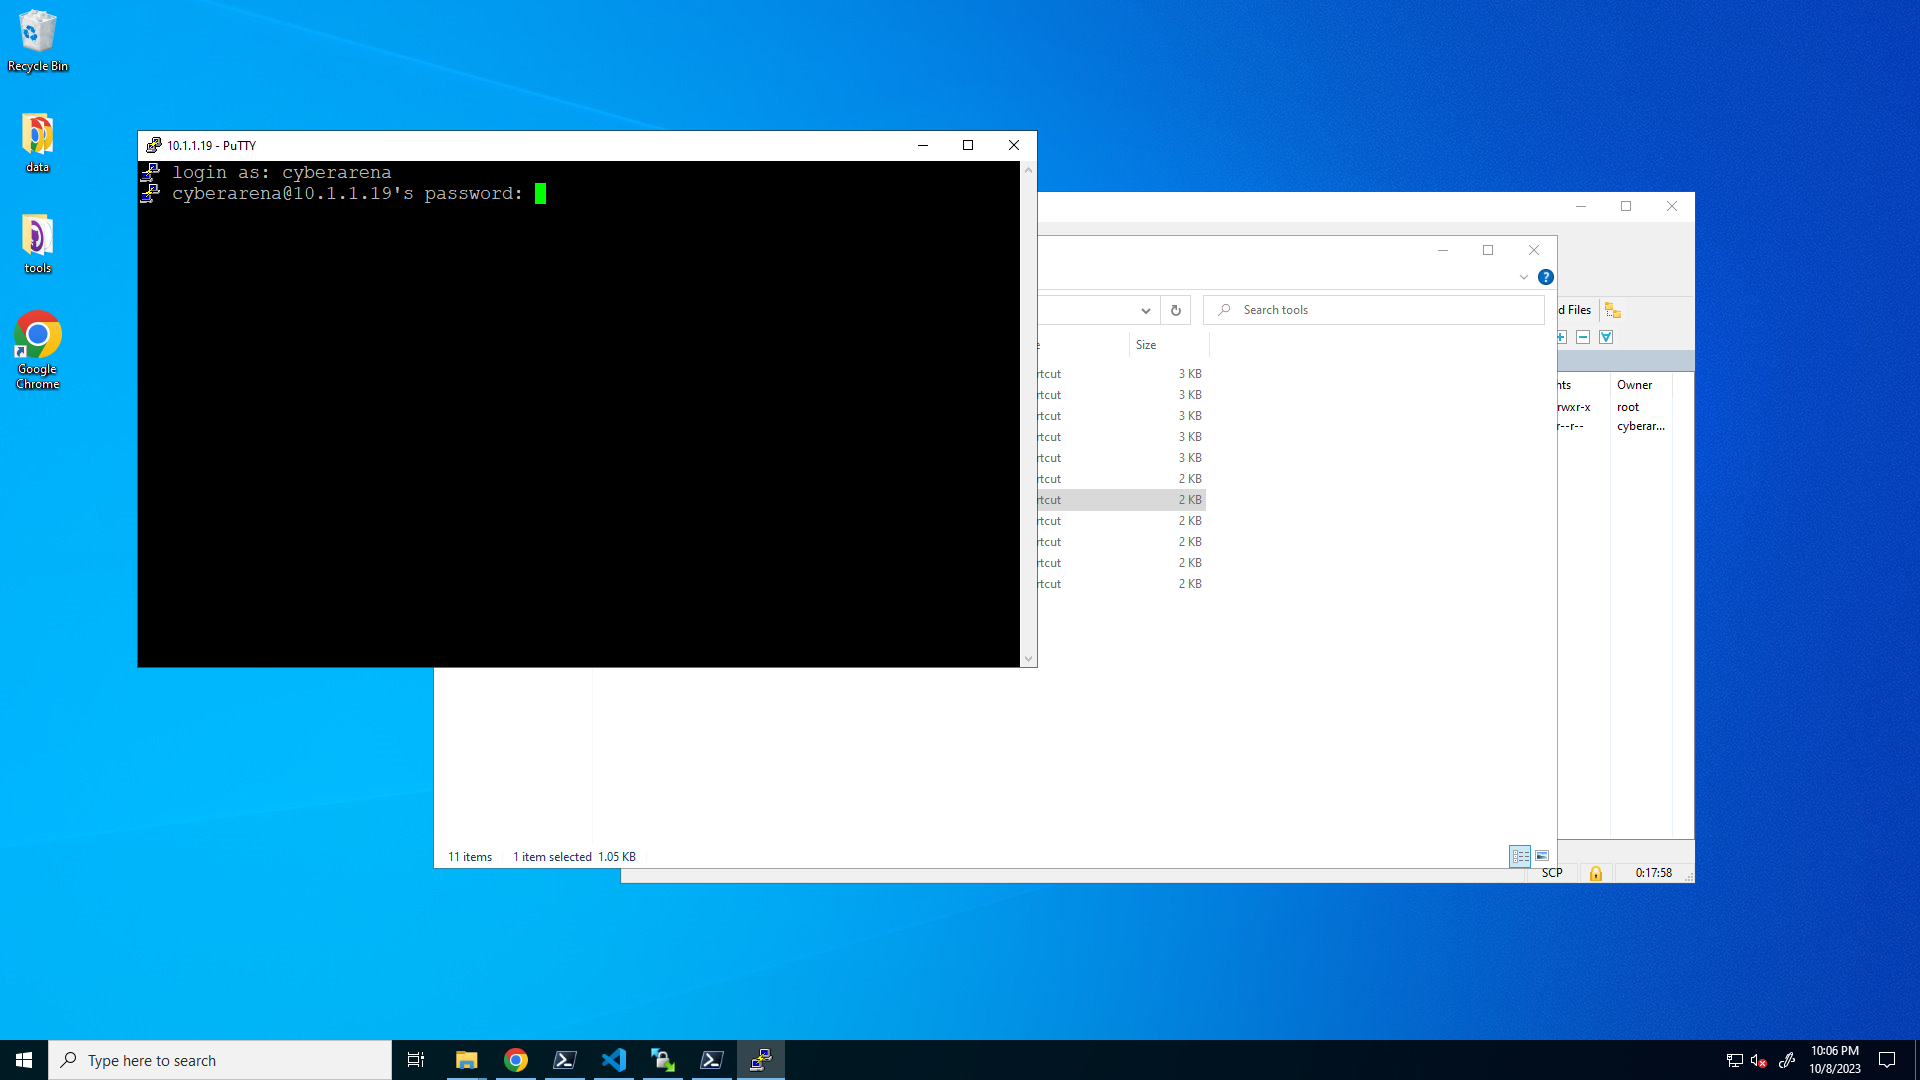 Recycle Bin
data
tools
Google
Chrome
10.1.1.19 - PuTTY
login as: cyberarena
cyberarena@10.1.1.19's password:
Search tools
d Files
e
Size
rtcut 3 KB
rtcut 3 KB
rtcut 3 KB
rtcut 3 KB
rtcut 3 KB
rtcut 2 KB
rtcut 2 KB
rtcut 2 KB
rtcut 2 KB
rtcut 2 KB
rtcut 2 KB
nts Owner
rwxr-x root
r--r-- cyberar...
11 items 1 item selected 1.05 KB
SCP 0:17:58
Type here to search
10:06 PM
10/8/2023